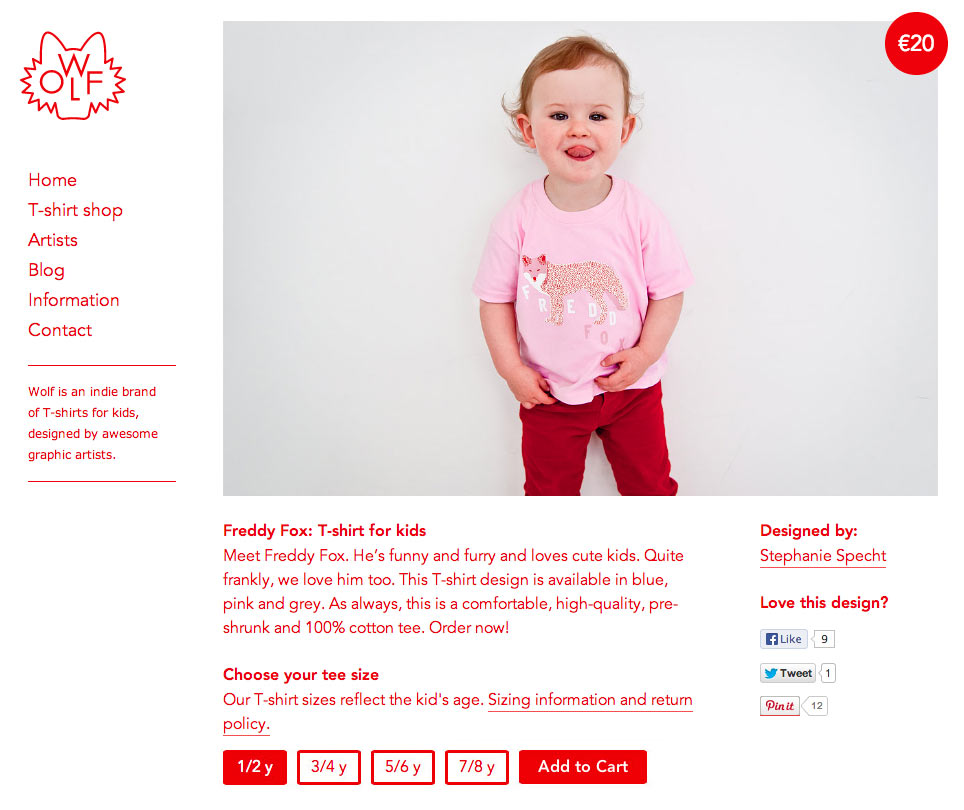 W
OLF
Home
T-shirt shop
Artists
Blog
Information
Contact
Wolf is an indie brand
of T-shirts for kids,
designed by awesome
graphic artists.
€20
FREDD
FOX
Freddy Fox: T-shirt for kids
Meet Freddy Fox. He’s funny and furry and loves cute kids. Quite
frankly, we love him too. This T-shirt design is available in blue,
pink and grey. As always, this is a comfortable, high-quality, pre-
shrunk and 100% cotton tee. Order now!
Choose your tee size
Our T-shirt sizes reflect the kid's age. Sizing information and return
policy.
1/2 y 3/4 y 5/6 y 7/8 y Add to Cart
Designed by:
Stephanie Specht
Love this design?
Like 9
Tweet 1
Pin it 12